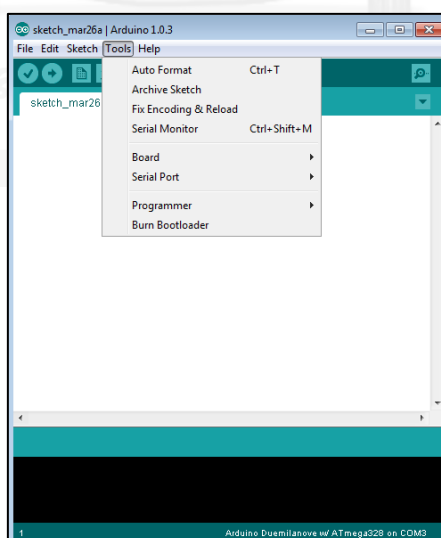 sketch_mar26a | Arduino 1.0.3
File Edit Sketch Tools Help
sketch_mar26
Auto Format Ctrl+T
Archive Sketch
Fix Encoding & Reload
Serial Monitor Ctrl+Shift+M
Board
Serial Port
Programmer
Burn Bootloader
1 Arduino Duemilanove w/ ATmega328 on COM3